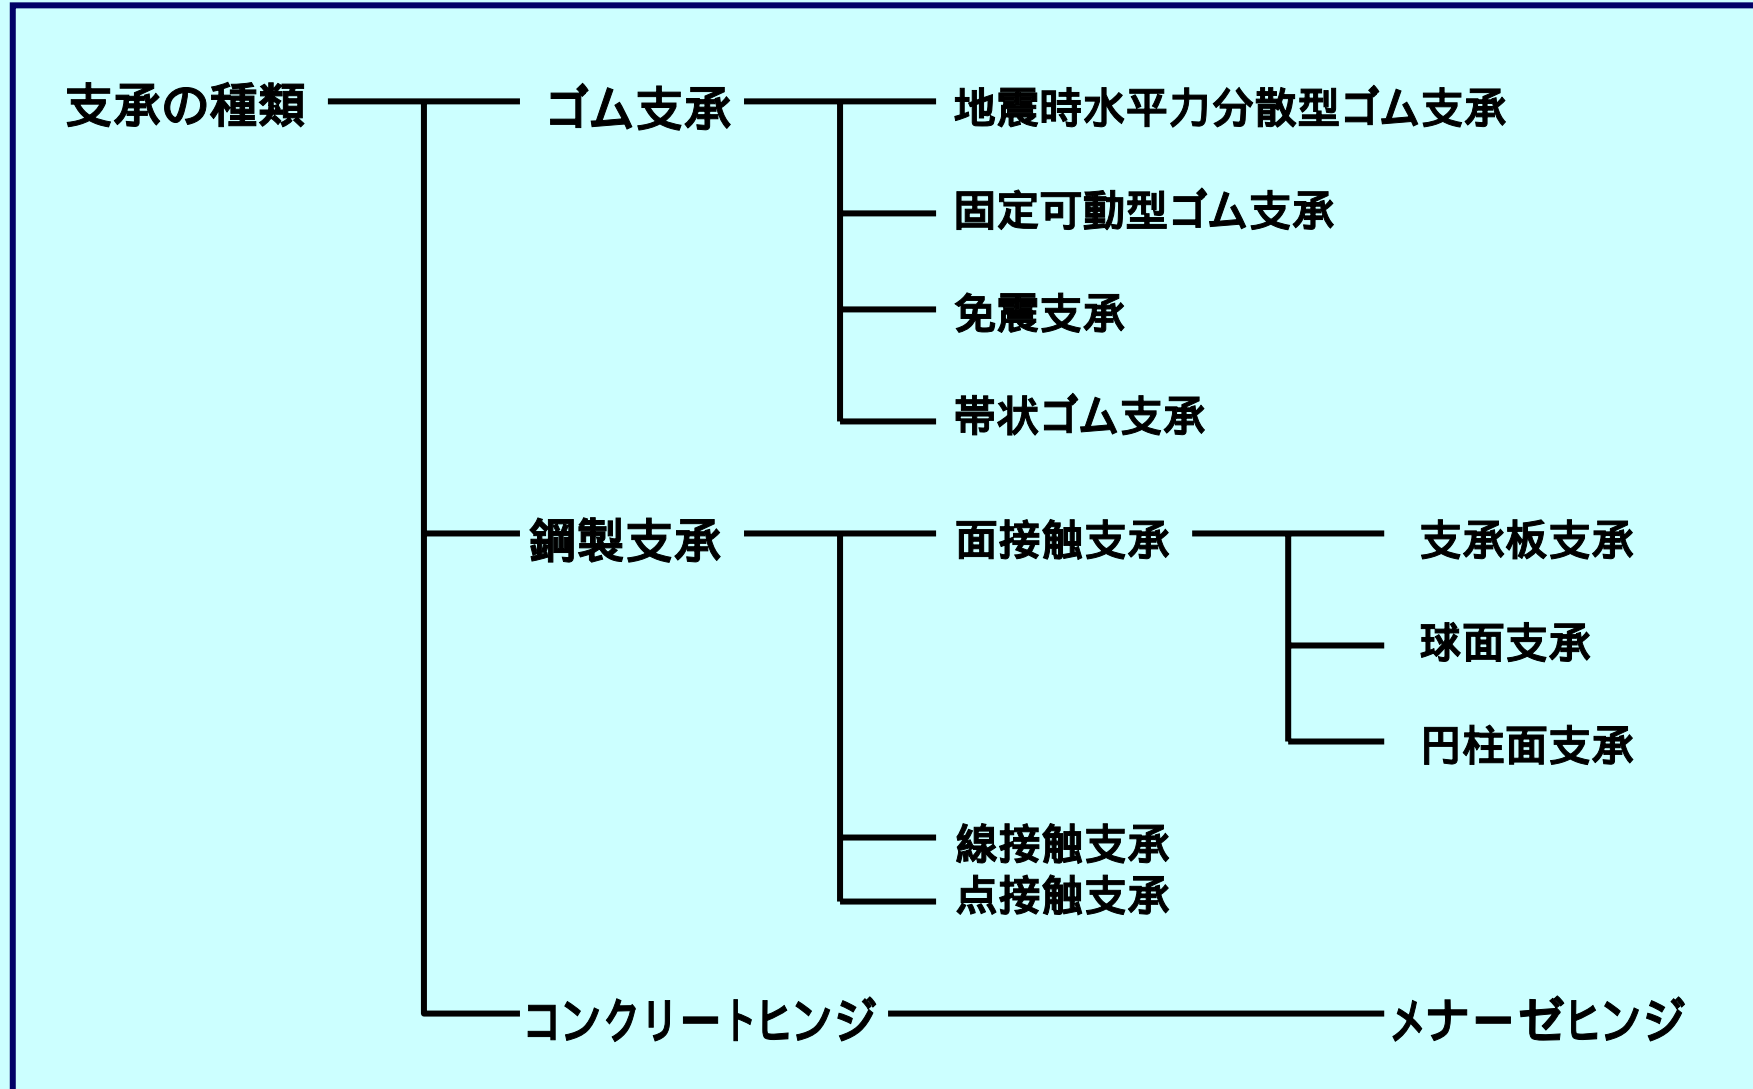 支承の種類
ゴム支承
地震時水平力分散型ゴム支承
固定可動型ゴム支承
免震支承
帯状ゴム支承
鋼製支承
面接触支承
支承板支承
球面支承
円柱面支承
線接触支承
点接触支承
コンクリートヒンジ
メナーゼヒンジ